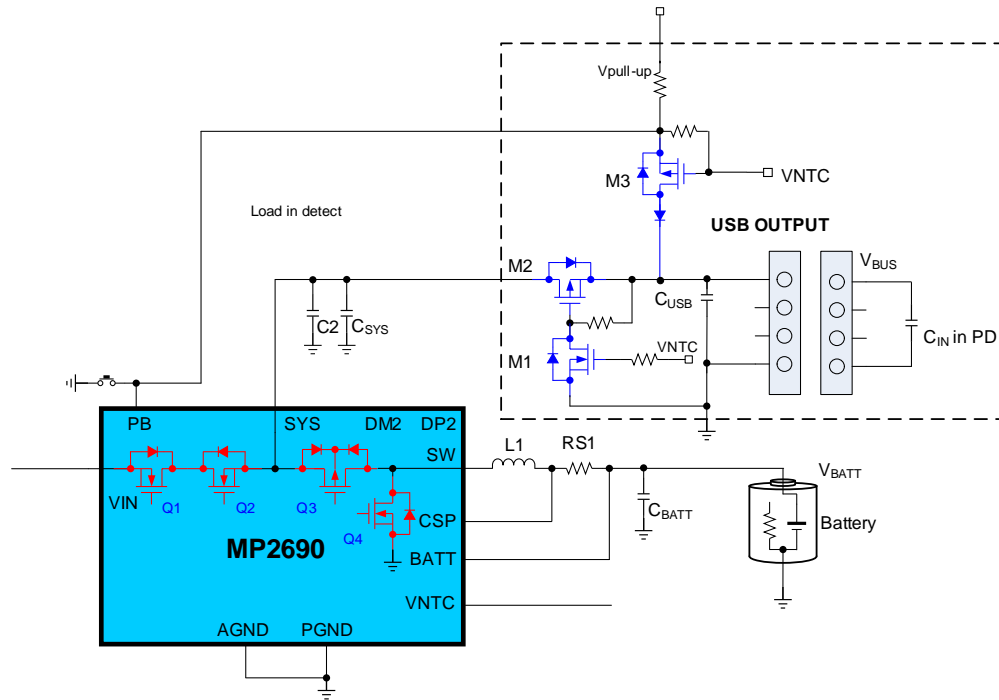 Vpull-up
M3
VNTC
Load in detect
USB OUTPUT
M2
VBUS
CUSB
C2
CSYS
CIN in PD
M1
VNTC
PB
SYS
DM2
DP2
SW
L1
RS1
VBATT
VIN
Q1
Q2
Q3
Q4
CSP
CBATT
Battery
MP2690
BATT
VNTC
AGND
PGND